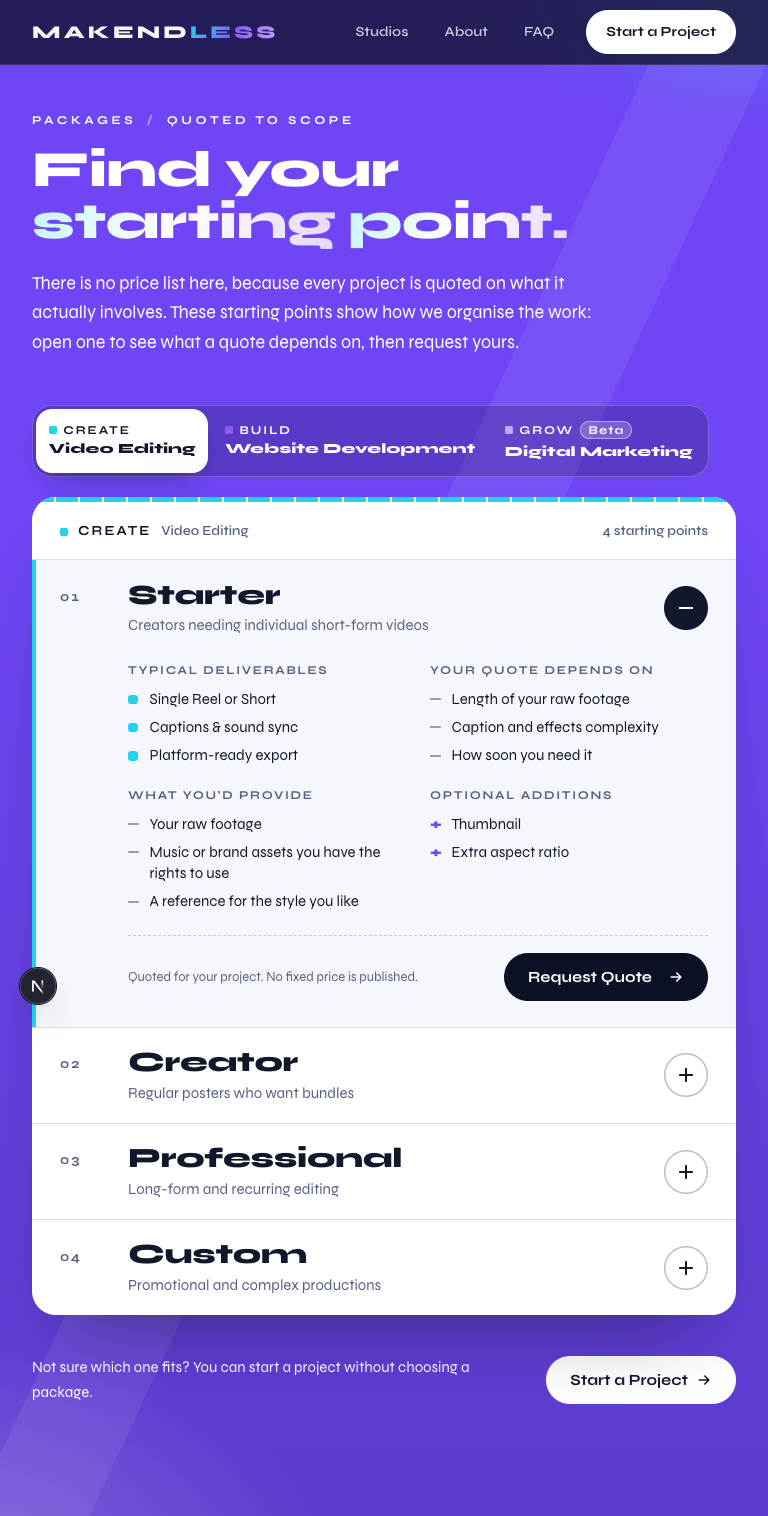 MAKENDLESS
Studios
About
FAQ
Start a Project
PACKAGES / QUOTED TO SCOPE
Find your
starting point.
There is no price list here, because every project is quoted on what it
actually involves. These starting points show how we organise the work:
open one to see what a quote depends on, then request yours.
CREATE
Video Editing
BUILD
Website Development
GROW Beta
Digital Marketing
CREATE Video Editing
4 starting points
01
Starter
Creators needing individual short-form videos
TYPICAL DELIVERABLES
Single Reel or Short
Captions & sound sync
Platform-ready export
YOUR QUOTE DEPENDS ON
— Length of your raw footage
— Caption and effects complexity
— How soon you need it
WHAT YOU'D PROVIDE
— Your raw footage
— Music or brand assets you have the
rights to use
— A reference for the style you like
OPTIONAL ADDITIONS
+ Thumbnail
+ Extra aspect ratio
Quoted for your project. No fixed price is published.
Request Quote →
N
02
Creator
Regular posters who want bundles
03
Professional
Long-form and recurring editing
04
Custom
Promotional and complex productions
Not sure which one fits? You can start a project without choosing a
package.
Start a Project →